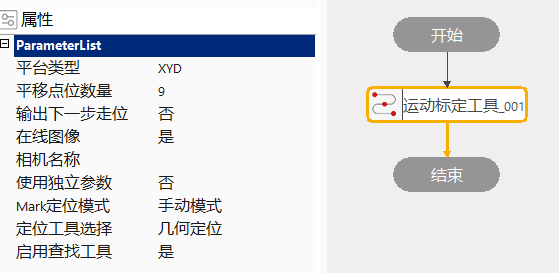 属性
ParameterList
平台类型 XYD
平移点位数量 9
输出下一步走位 否
在线图像 是
相机名称
使用独立参数 否
Mark定位模式 手动模式
定位工具选择 几何定位
启用查找工具 是
开始
运动标定工具_001
结束